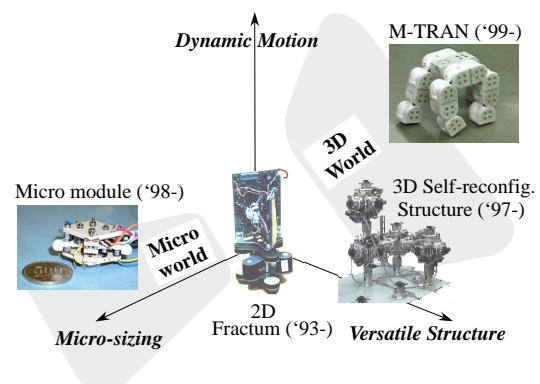 Dynamic Motion
M-TRAN (‘99-)
3D
World
3D Self-reconfig.
Structure (‘97-)
Micro module (‘98-)
Micro
world
500
2D
Fractum (‘93-)
Micro-sizing
Versatile Structure